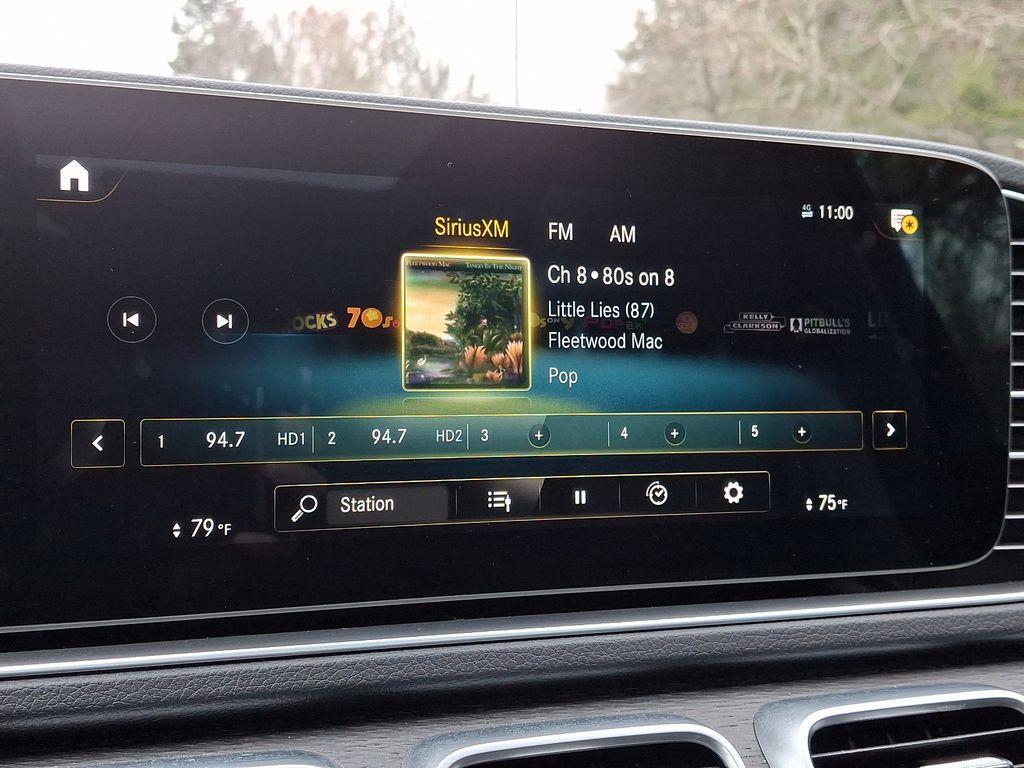 4G 11:00
SiriusXM FM AM
FLEETWOOD MAC TANGO IN THE NIGHT
Ch 8 • 80s on 8
Little Lies (87)
Fleetwood Mac
Pop
OCKS 70s
KELLY CLARKSON
PITBULL'S
GLOBALIZATION
1 94.7 HD1 2 94.7 HD2 3 + 4 + 5 +
Station
79 °F
75 °F